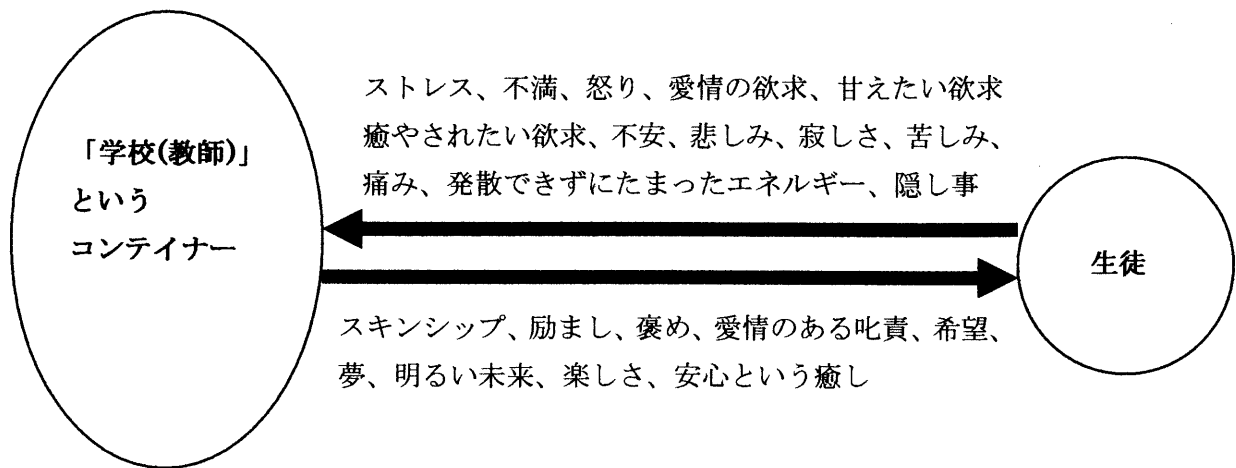 「学校(教師)」
という
コンテイナー
ストレス、不満、怒り、愛情の欲求、甘えたい欲求
癒やされたい欲求、不安、悲しみ、寂しさ、苦しみ、
痛み、発散できずにたまったエネルギー、隠し事
生徒
スキンシップ、励まし、褒め、愛情のある叱責、希望、
夢、明るい未来、楽しさ、安心という癒し